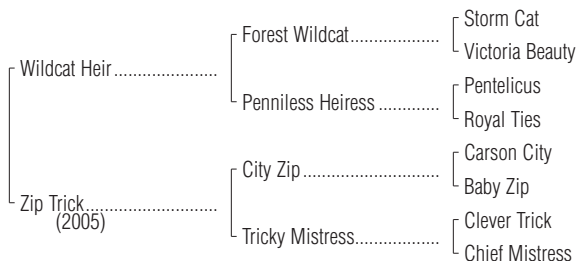 Storm Cat
Forest Wildcat
Victoria Beauty
Wildcat Heir
Pentelicus
Penniless Heiress
Royal Ties
Carson City
City Zip
Baby Zip
Zip Trick
(2005)
Clever Trick
Tricky Mistress
Chief Mistress